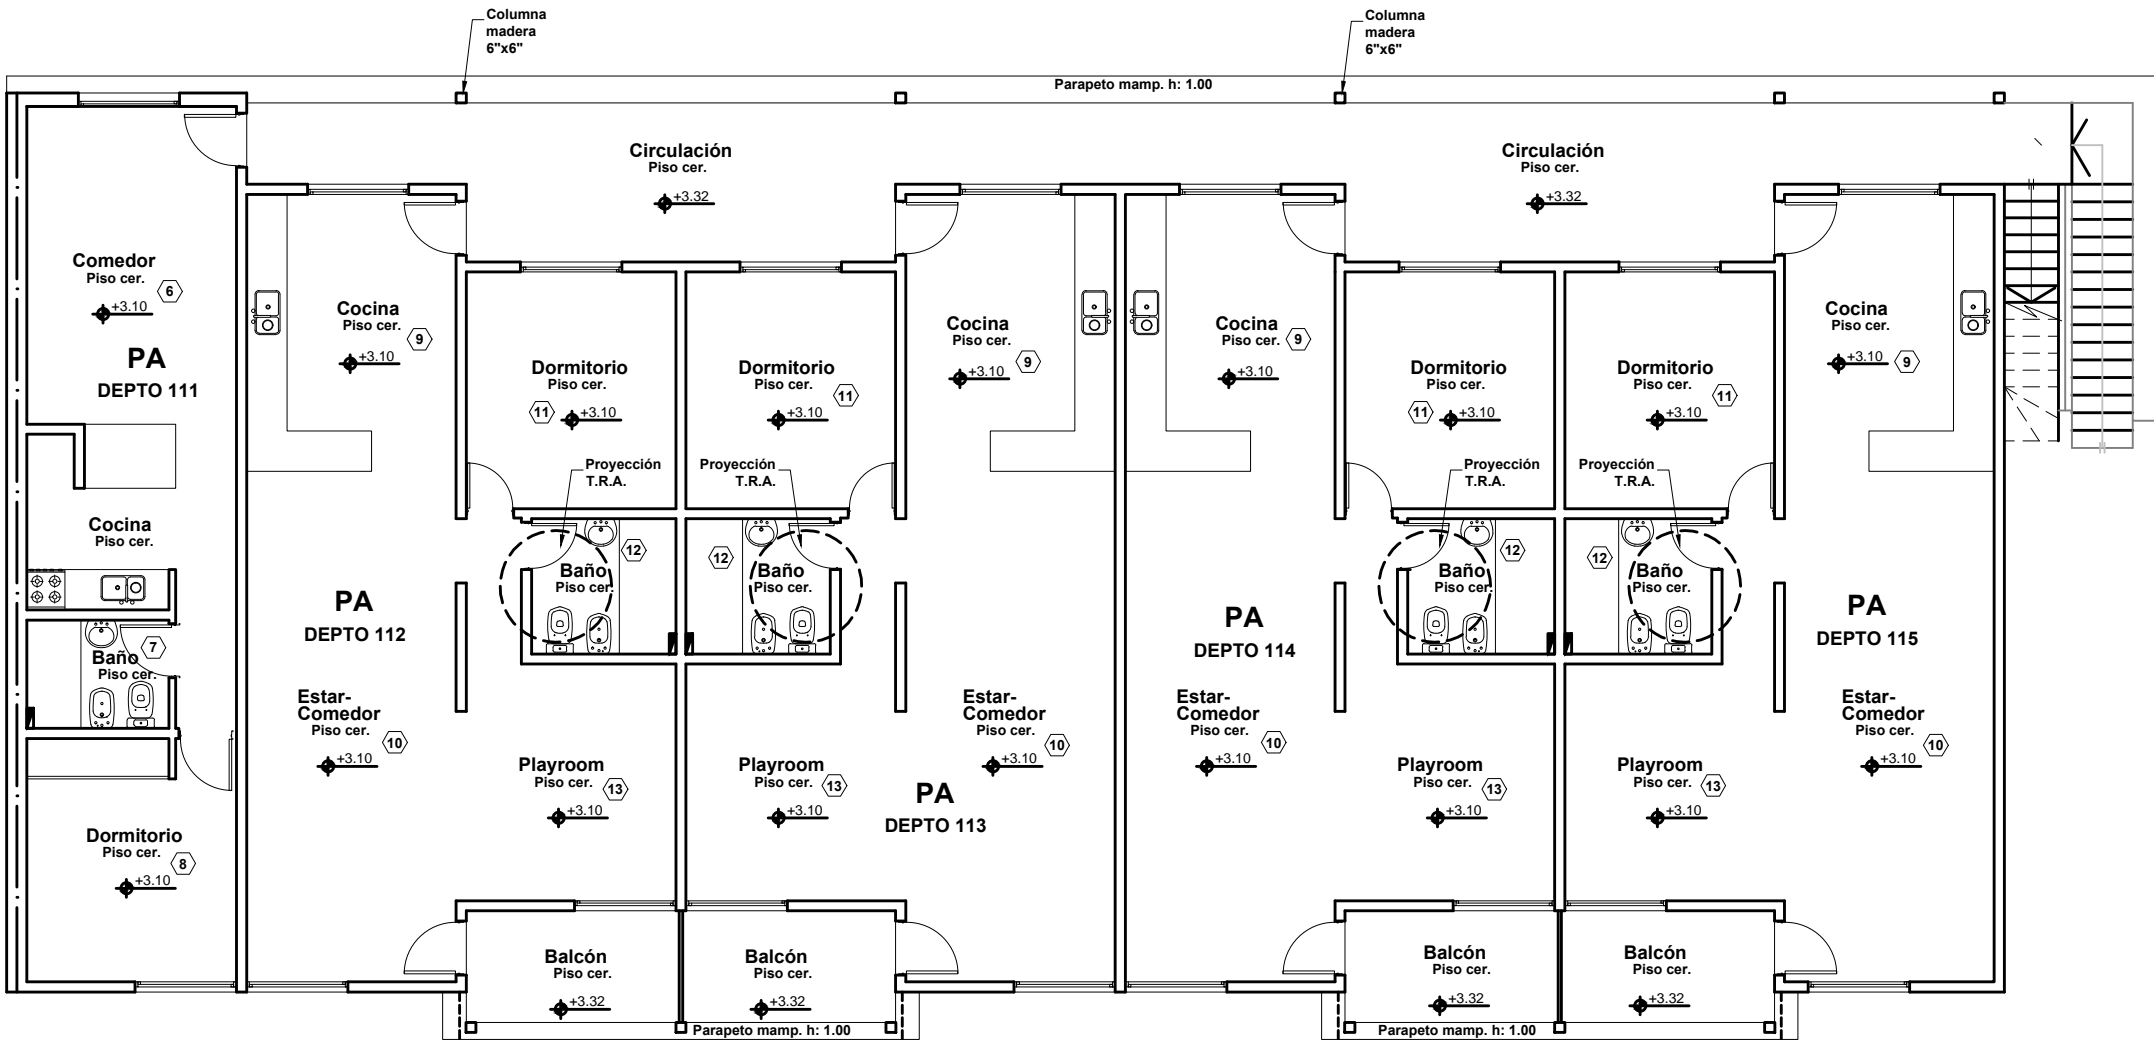 Columna
madera
6"x6"
Columna
madera
6"x6"
Parapeto mamp. h: 1.00
Circulación
Piso cer.
+3.32
Circulación
Piso cer.
+3.32
Comedor
Piso cer.
6
+3.10
PA
DEPTO 111
Cocina
Piso cer.
9
+3.10
Dormitorio
Piso cer.
11
+3.10
Dormitorio
Piso cer.
11
+3.10
Cocina
Piso cer.
9
+3.10
Cocina
Piso cer.
9
+3.10
Dormitorio
Piso cer.
11
+3.10
Dormitorio
Piso cer.
11
+3.10
Cocina
Piso cer.
9
+3.10
Proyección
T.R.A.
Proyección
T.R.A.
Proyección
T.R.A.
Proyección
T.R.A.
Cocina
Piso cer.
Baño
Piso cer.
12
Baño
Piso cer.
12
Baño
Piso cer.
12
Baño
Piso cer.
12
PA
DEPTO 112
PA
DEPTO 114
PA
DEPTO 115
7
Baño
Piso cer.
Estar-
Comedor
Piso cer.
10
+3.10
Estar-
Comedor
Piso cer.
10
+3.10
Estar-
Comedor
Piso cer.
10
+3.10
Estar-
Comedor
Piso cer.
10
+3.10
Playroom
Piso cer.
13
+3.10
Playroom
Piso cer.
13
+3.10
Playroom
Piso cer.
13
+3.10
Playroom
Piso cer.
13
+3.10
PA
DEPTO 113
Dormitorio
Piso cer.
8
+3.10
Balcón
Piso cer.
+3.32
Balcón
Piso cer.
+3.32
Balcón
Piso cer.
+3.32
Balcón
Piso cer.
+3.32
Parapeto mamp. h: 1.00
Parapeto mamp. h: 1.00